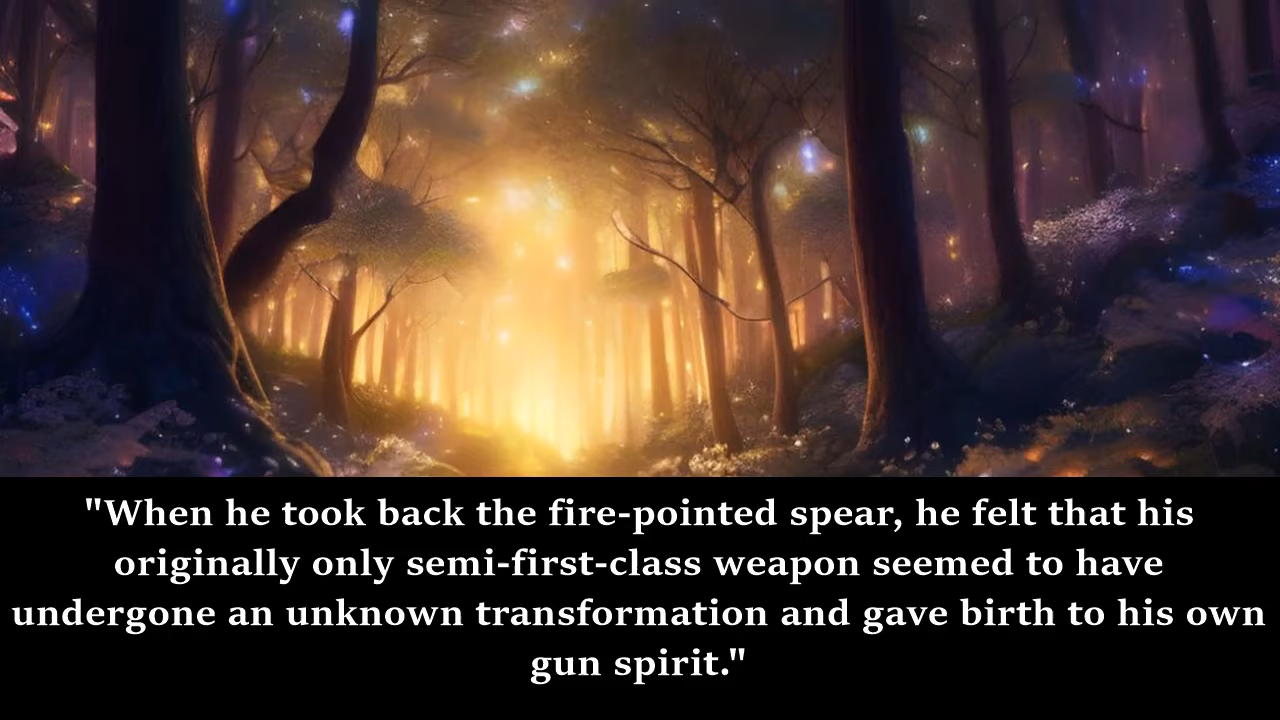 "When he took back the fire-pointed spear, he felt that his
originally only semi-first-class weapon seemed to have
undergone an unknown transformation and gave birth to his own
gun spirit."